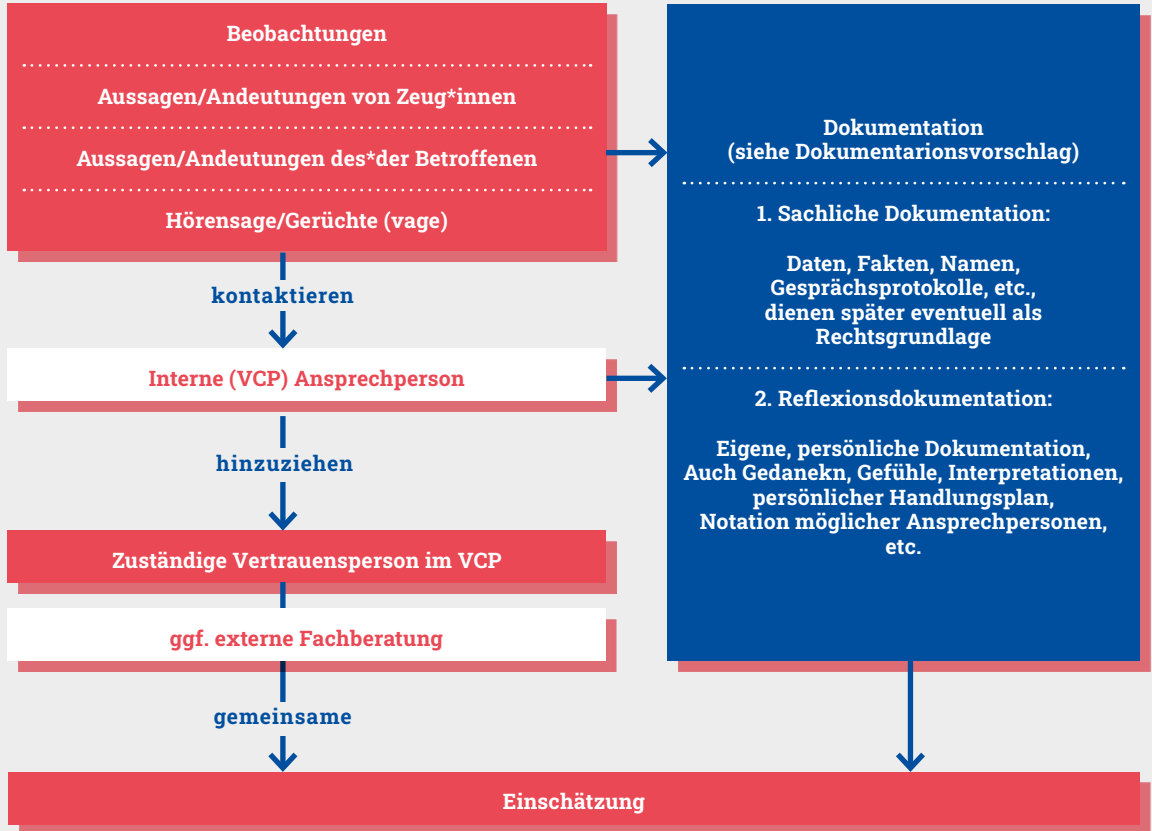 Beobachtungen
Aussagen/Andeutungen von Zeug*innen
Aussagen/Andeutungen des*der Betroffenen
Hörensage/Gerüchte (vage)
kontaktieren
Interne (VCP) Ansprechperson
hinzuziehen
Zuständige Vertrauensperson im VCP
ggf. externe Fachberatung
gemeinsame
Dokumentation
(siehe Dokumentarionsvorschlag)
1. Sachliche Dokumentation:
Daten, Fakten, Namen,
Gesprächsprotokolle, etc.,
dienen später eventuell als
Rechtsgrundlage
2. Reflexionsdokumentation:
Eigene, persönliche Dokumentation,
Auch Gedanekn, Gefühle, Interpretationen,
persönlicher Handlungsplan,
Notation möglicher Ansprechpersonen,
etc.
Einschätzung